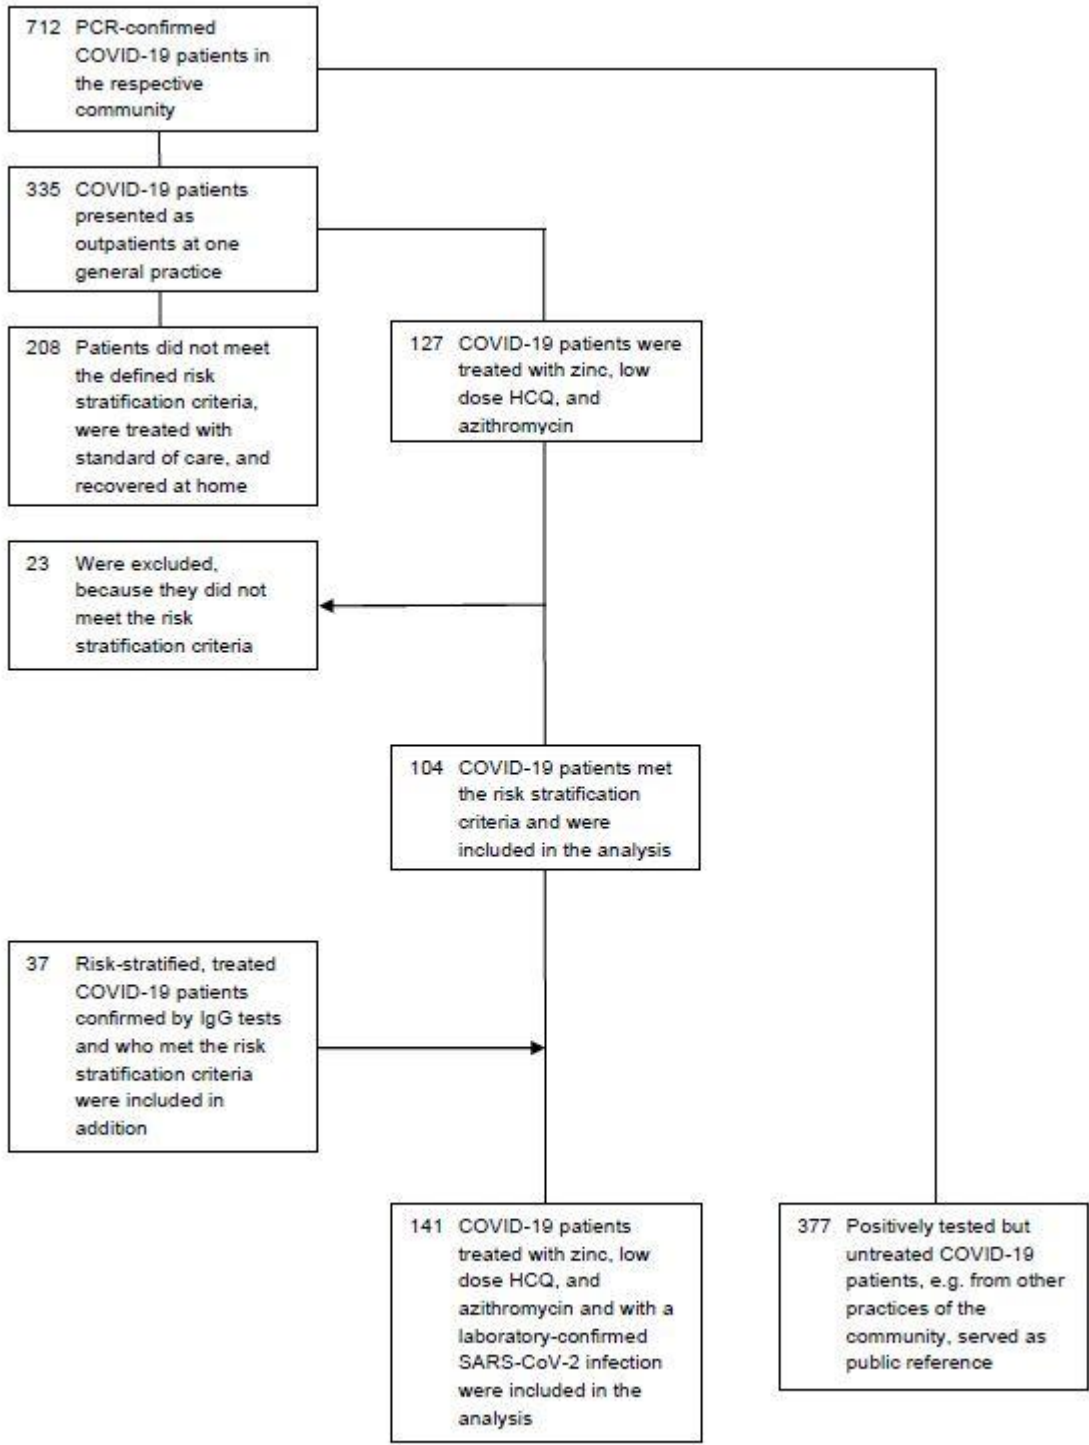 712 PCR-confirmed
COVID-19 patients in
the respective
community
335 COVID-19 patients
presented as
outpatients at one
general practice
208 Patients did not meet
the defined risk
stratification criteria,
were treated with
standard of care, and
recovered at home
127 COVID-19 patients were
treated with zinc, low
dose HCQ, and
azithromycin
23 Were excluded,
because they did not
meet the risk
stratification criteria
104 COVID-19 patients met
the risk stratification
criteria and were
included in the analysis
37 Risk-stratified, treated
COVID-19 patients
confirmed by IgG tests
and who met the risk
stratification criteria
were included in
addition
141 COVID-19 patients
treated with zinc, low
dose HCQ, and
azithromycin and with a
laboratory-confirmed
SARS-CoV-2 infection
were included in the
analysis
377 Positively tested but
untreated COVID-19
patients, e.g. from other
practices of the
community, served as
public reference